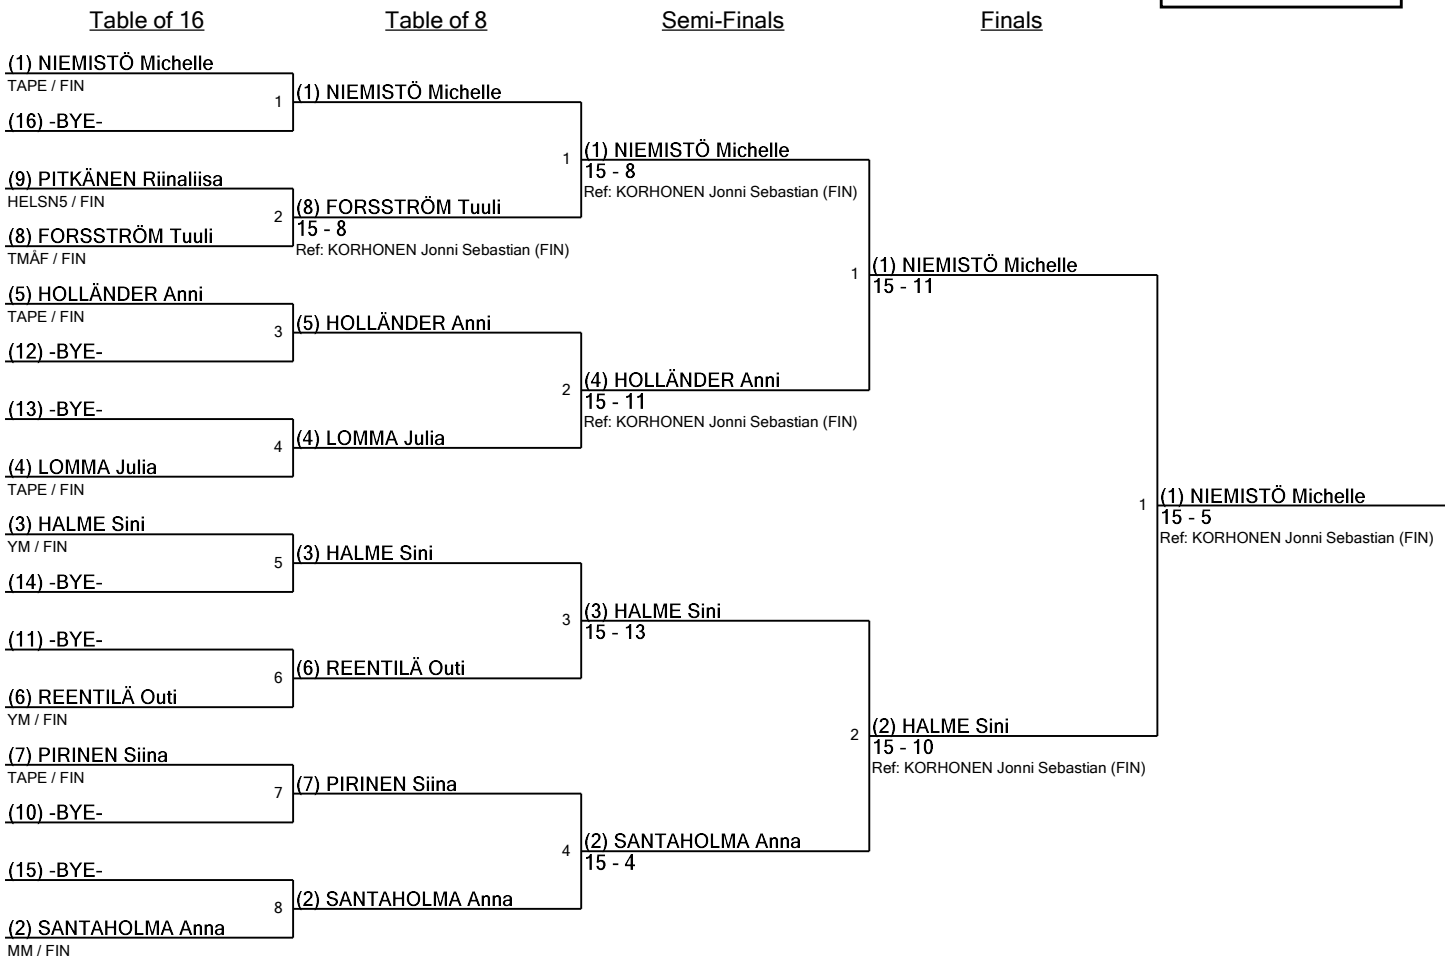 Table of 16
Table of 8
Semi-Finals
Finals
(1) NIEMISTÖ Michelle
TAPE / FIN
(16) -BYE-
(9) PITKÄNEN Riinaliisa
HELSN5 / FIN
(8) FORSSTRÖM Tuuli
TMÅF / FIN
(5) HOLLÄNDER Anni
TAPE / FIN
(12) -BYE-
(13) -BYE-
(4) LOMMA Julia
TAPE / FIN
(3) HALME Sini
YM / FIN
(14) -BYE-
(11) -BYE-
(6) REENTILÄ Outi
YM / FIN
(7) PIRINEN Siina
TAPE / FIN
(10) -BYE-
(15) -BYE-
(2) SANTAHOLMA Anna
MM / FIN
1
(1) NIEMISTÖ Michelle
2
(8) FORSSTRÖM Tuuli
15 - 8
Ref: KORHONEN Jonni Sebastian (FIN)
3
(5) HOLLÄNDER Anni
4
(4) LOMMA Julia
5
(3) HALME Sini
6
(6) REENTILÄ Outi
7
(7) PIRINEN Siina
8
(2) SANTAHOLMA Anna
1
(1) NIEMISTÖ Michelle
15 - 8
Ref: KORHONEN Jonni Sebastian (FIN)
2
(4) HOLLÄNDER Anni
15 - 11
Ref: KORHONEN Jonni Sebastian (FIN)
3
(3) HALME Sini
15 - 13
4
(2) SANTAHOLMA Anna
15 - 4
1
(1) NIEMISTÖ Michelle
15 - 11
2
(2) HALME Sini
15 - 10
Ref: KORHONEN Jonni Sebastian (FIN)
1
(1) NIEMISTÖ Michelle
15 - 5
Ref: KORHONEN Jonni Sebastian (FIN)